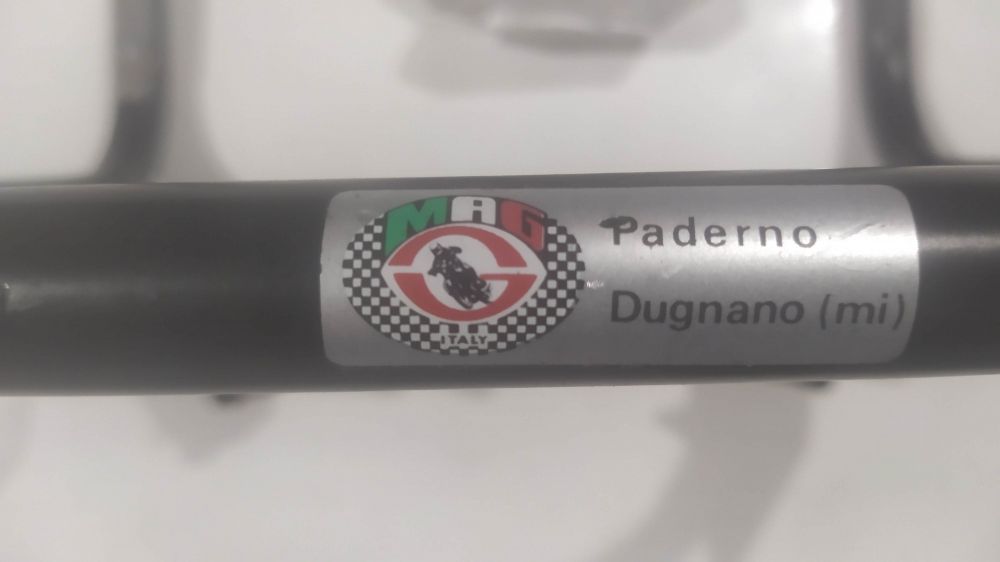 MAG
ITALY
Paderno
Dugnano (mi)